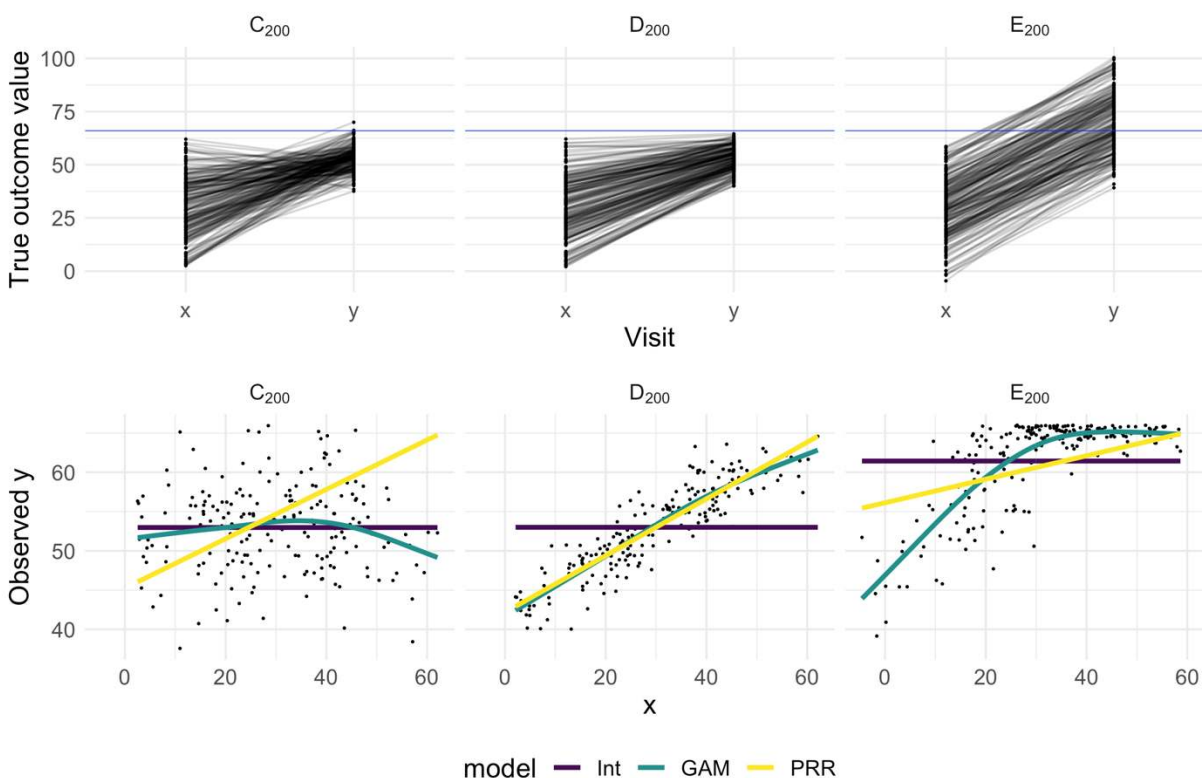 C₂₀₀ D₂₀₀ E₂₀₀
True outcome value
100
75
50
25
0
x y x y x y
Visit
C₂₀₀ D₂₀₀ E₂₀₀
Observed y
60
50
40
0 20 40 60 0 20 40 60 0 20 40 60
x
model Int GAM PRR